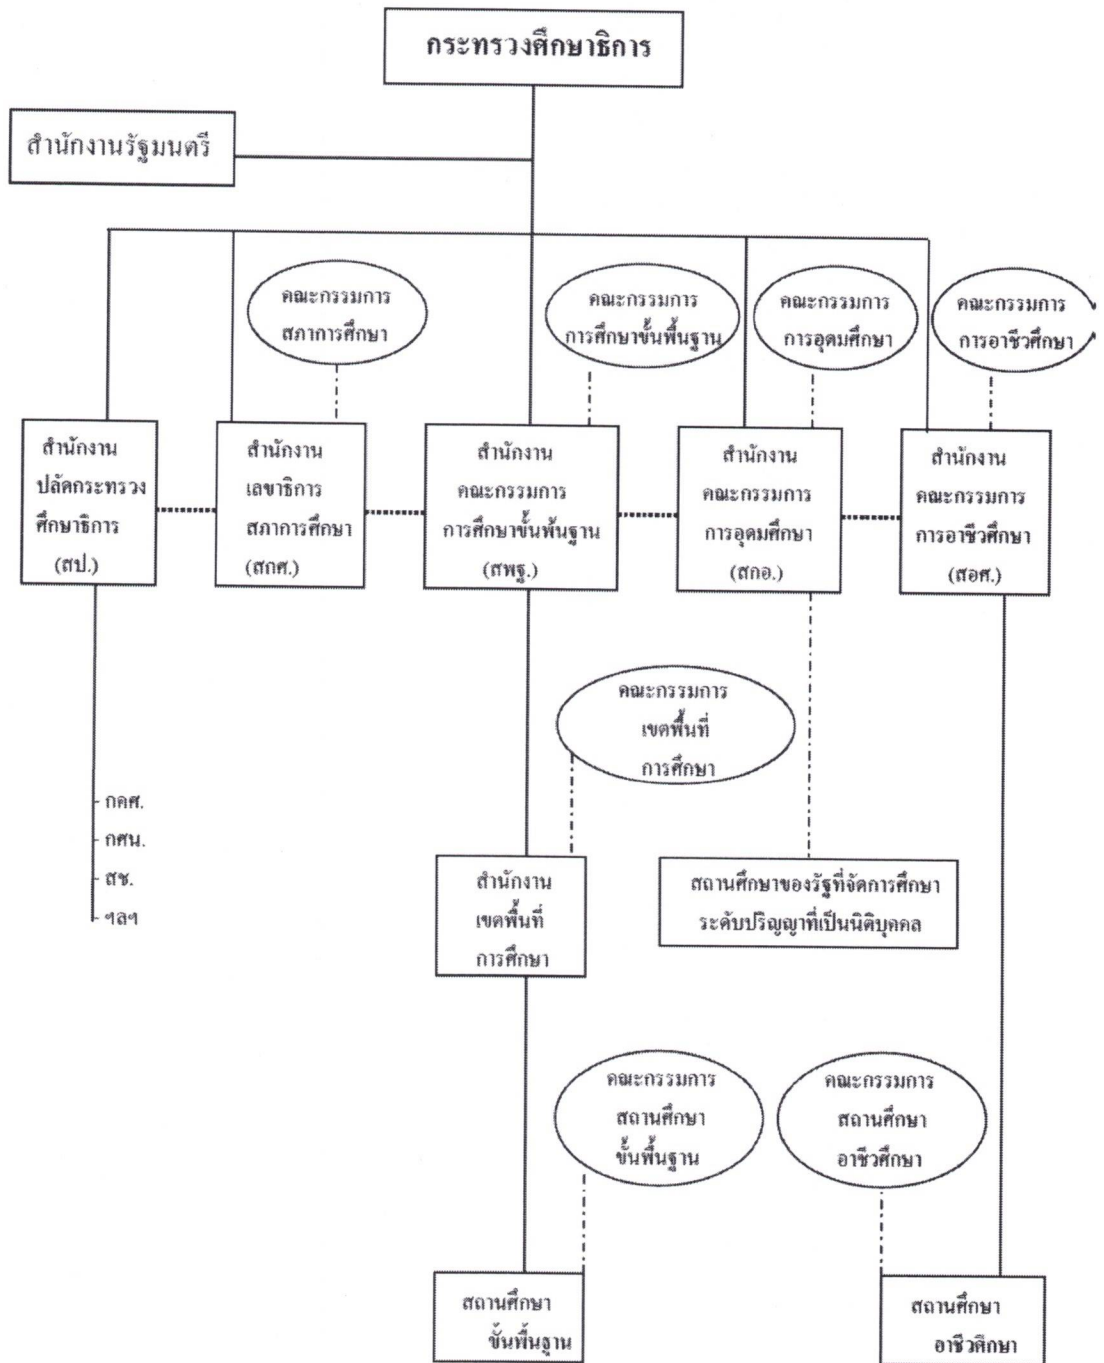 กระทรวงศึกษาธิการ
สำนักงานรัฐมนตรี
คณะกรรมการ
สภาการศึกษา
คณะกรรมการ
การศึกษาขั้นพื้นฐาน
คณะกรรมการ
การอุดมศึกษา
คณะกรรมการ
การอาชีวศึกษา
สำนักงาน
ปลัดกระทรวง
ศึกษาธิการ
(สป.)
สำนักงาน
เลขาธิการ
สภาการศึกษา
(สกศ.)
สำนักงาน
คณะกรรมการ
การศึกษาขั้นพ้นฐาน
(สพฐ.)
สำนักงาน
คณะกรรมการ
การอุดมศึกษา
(สกอ.)
สำนักงาน
คณะกรรมการ
การอาชีวศึกษา
(สอศ.)
คณะกรรมการ
เขตพื้นที่
การศึกษา
- กคศ.
- กศน.
- สช.
- ฯลฯ
สำนักงาน
เขตพื้นที่
การศึกษา
สถานศึกษาของรัฐที่จัดการศึกษา
ระดับปริญญาที่เป็นนิติบุคคล
คณะกรรมการ
สถานศึกษา
ขั้นพื้นฐาน
คณะกรรมการ
สถานศึกษา
อาชีวศึกษา
สถานศึกษา
ขั้นพื้นฐาน
สถานศึกษา
อาชีวศึกษา